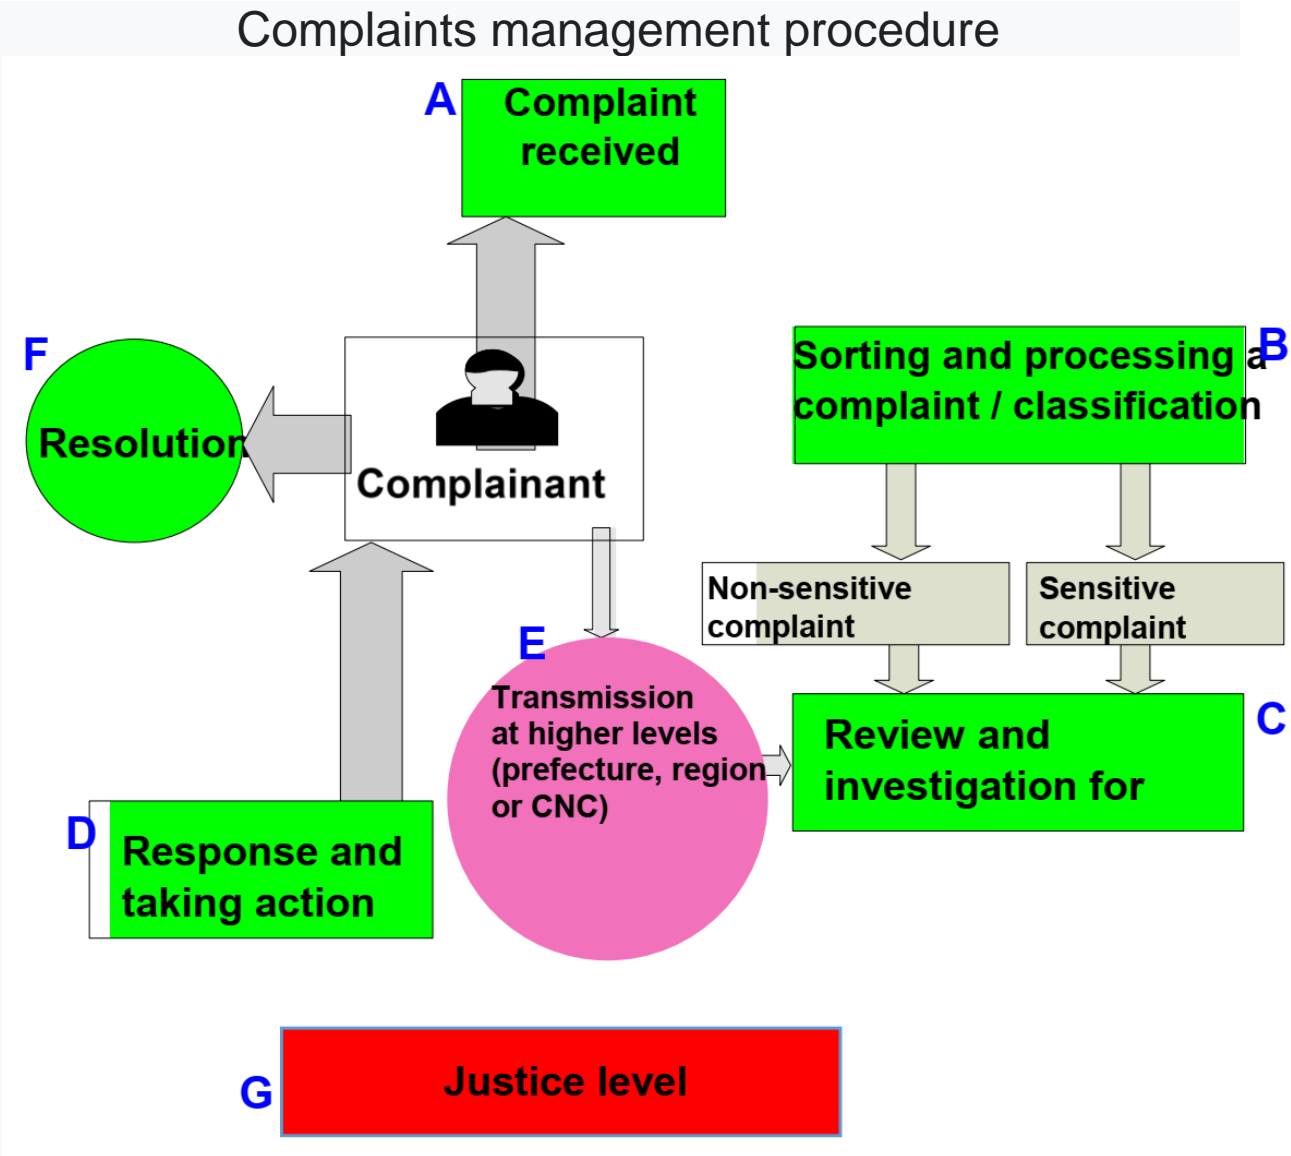 Complaints management procedure
A
Complaint
received
F
Resolution
Complainant
B
Sorting and processing a
complaint / classification
Non-sensitive
complaint
Sensitive
complaint
E
Transmission
at higher levels
(prefecture, region
or CNC)
C
Review and
investigation for
D
Response and
taking action
G
Justice level